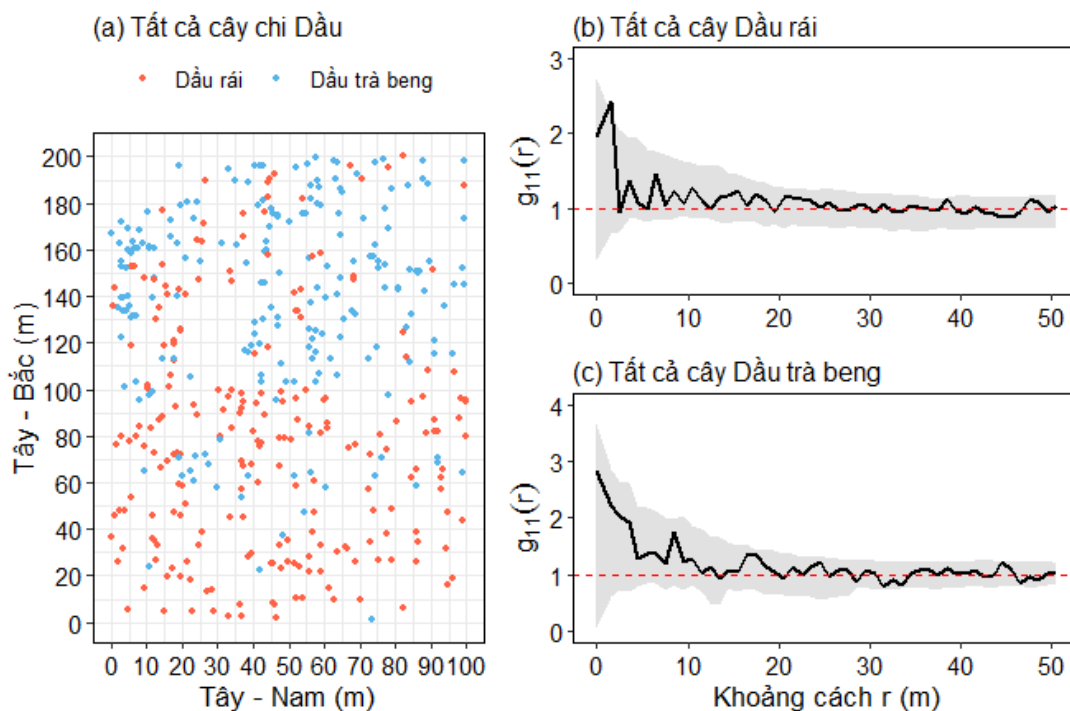 (a) Tất cả cây chi Dầu
Dầu rái Dầu trà beng
200
180
160
140
120
100
80
60
40
20
0
Tây - Bắc (m)
0 10 20 30 40 50 60 70 80 90 100
Tây - Nam (m)
(b) Tất cả cây Dầu rái
3
2
1
0
g11(r)
0 10 20 30 40 50
(c) Tất cả cây Dầu trà beng
4
3
2
1
0
g11(r)
0 10 20 30 40 50
Khoảng cách r (m)